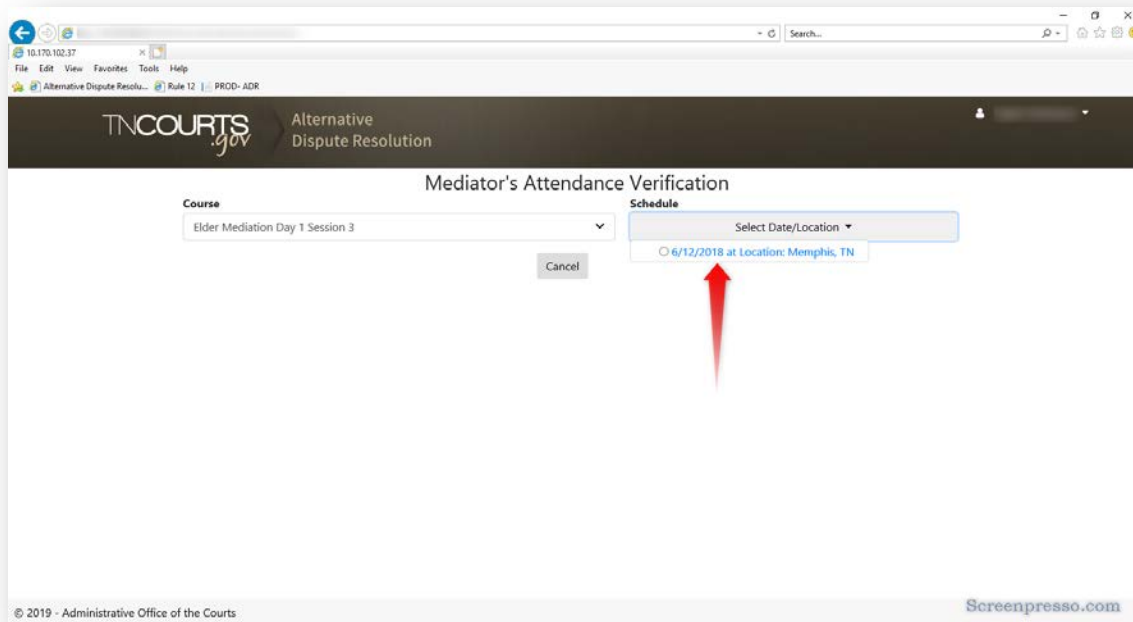 Search...
10.170.102.37
File Edit View Favorites Tools Help
Alternative Dispute Resolu... Rule 12 PROD- ADR
TNCOURTS
.gov
Alternative
Dispute Resolution
Mediator's Attendance Verification
Course
Schedule
Elder Mediation Day 1 Session 3
Select Date/Location
6/12/2018 at Location: Memphis, TN
Cancel
© 2019 - Administrative Office of the Courts
Screenpresso.com